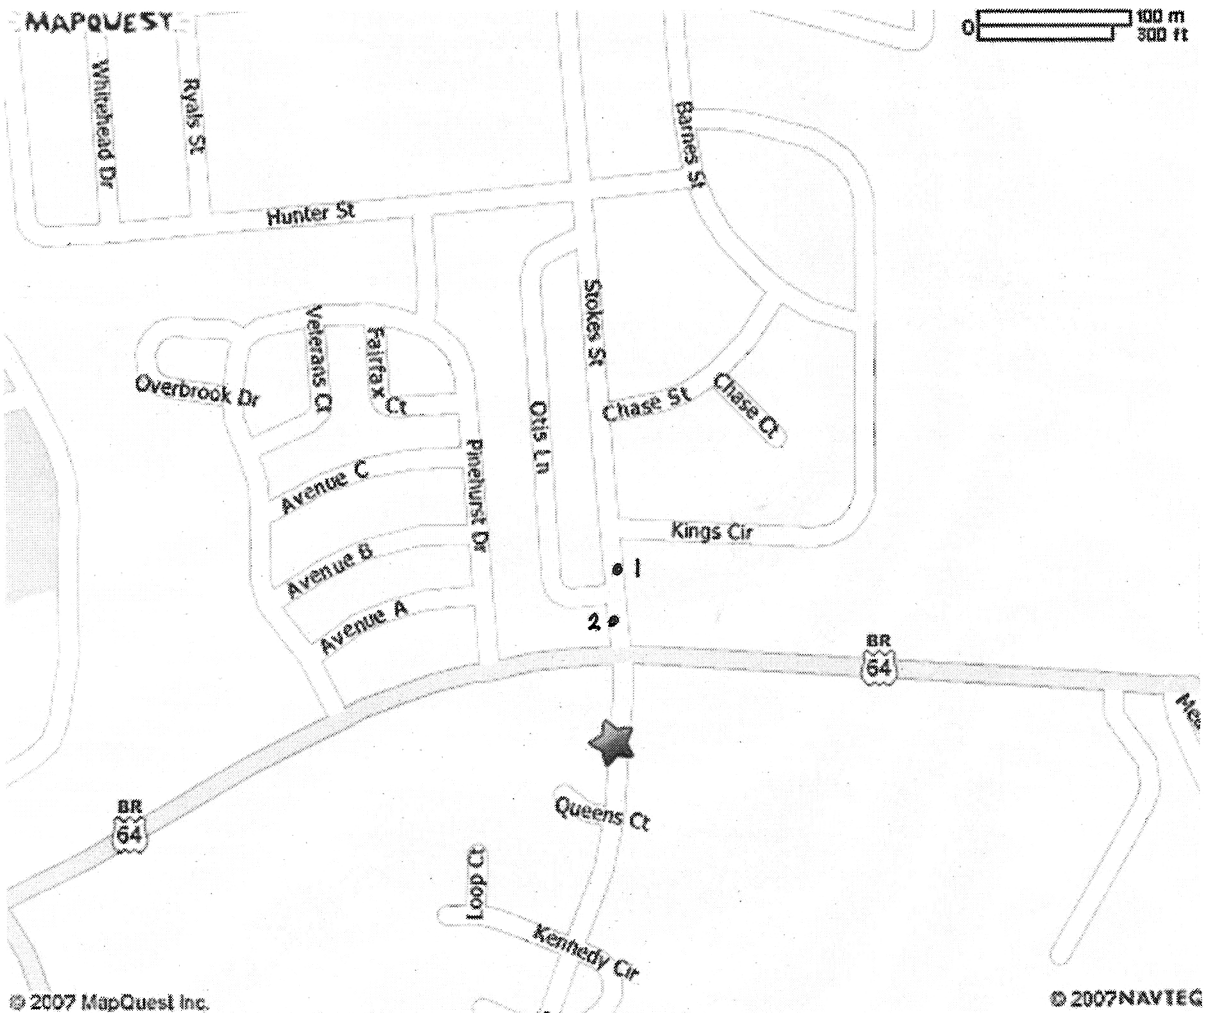 MAPQUEST
100 m
0
300 ft
Whitehead Dr
Ryals St
Barnes St
Hunter St
Stokes St
Veterans Ct
Fairfax Ct
Overbrook Dr
Otis Ln
Chase St
Chase Ct
Pinehurst Dr
Avenue C
Kings Cir
Avenue B
1
Avenue A
2
BR
64
Queens Ct
BR
64
Loop Ct
Kennedy Cir
© 2007 MapQuest Inc.
© 2007 NAVTEQ